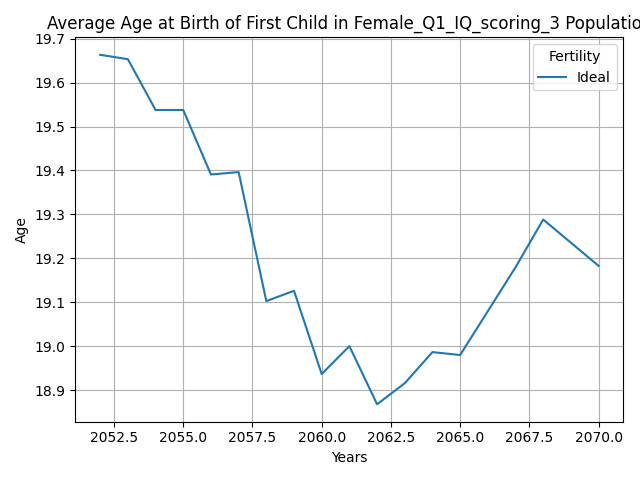 Average Age at Birth of First Child in Female_Q1_IQ_scoring_3 Populatio
19.7
19.6
19.5
19.4
19.3
19.2
19.1
19.0
18.9
Age
Fertility
Ideal
2052.5 2055.0 2057.5 2060.0 2062.5 2065.0 2067.5 2070.0
Years